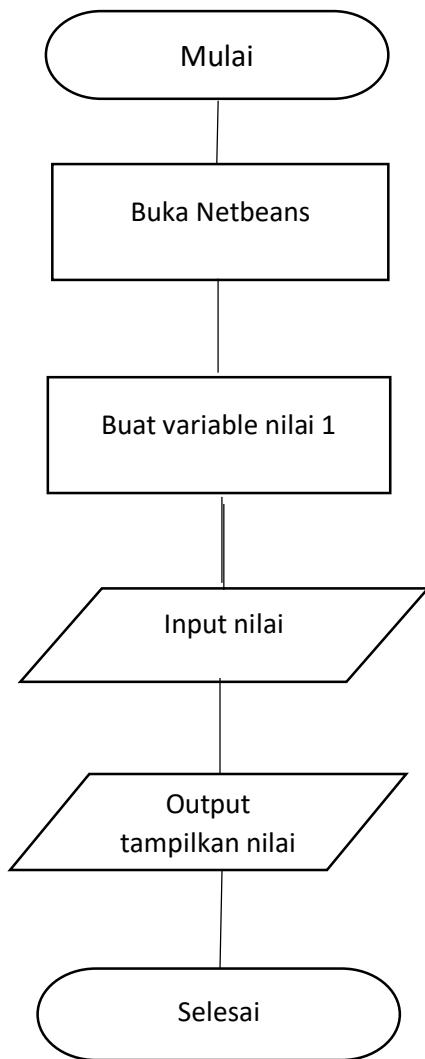 Mulai
Buka Netbeans
Buat variable nilai 1
Input nilai
Output
tampilkan nilai
Selesai